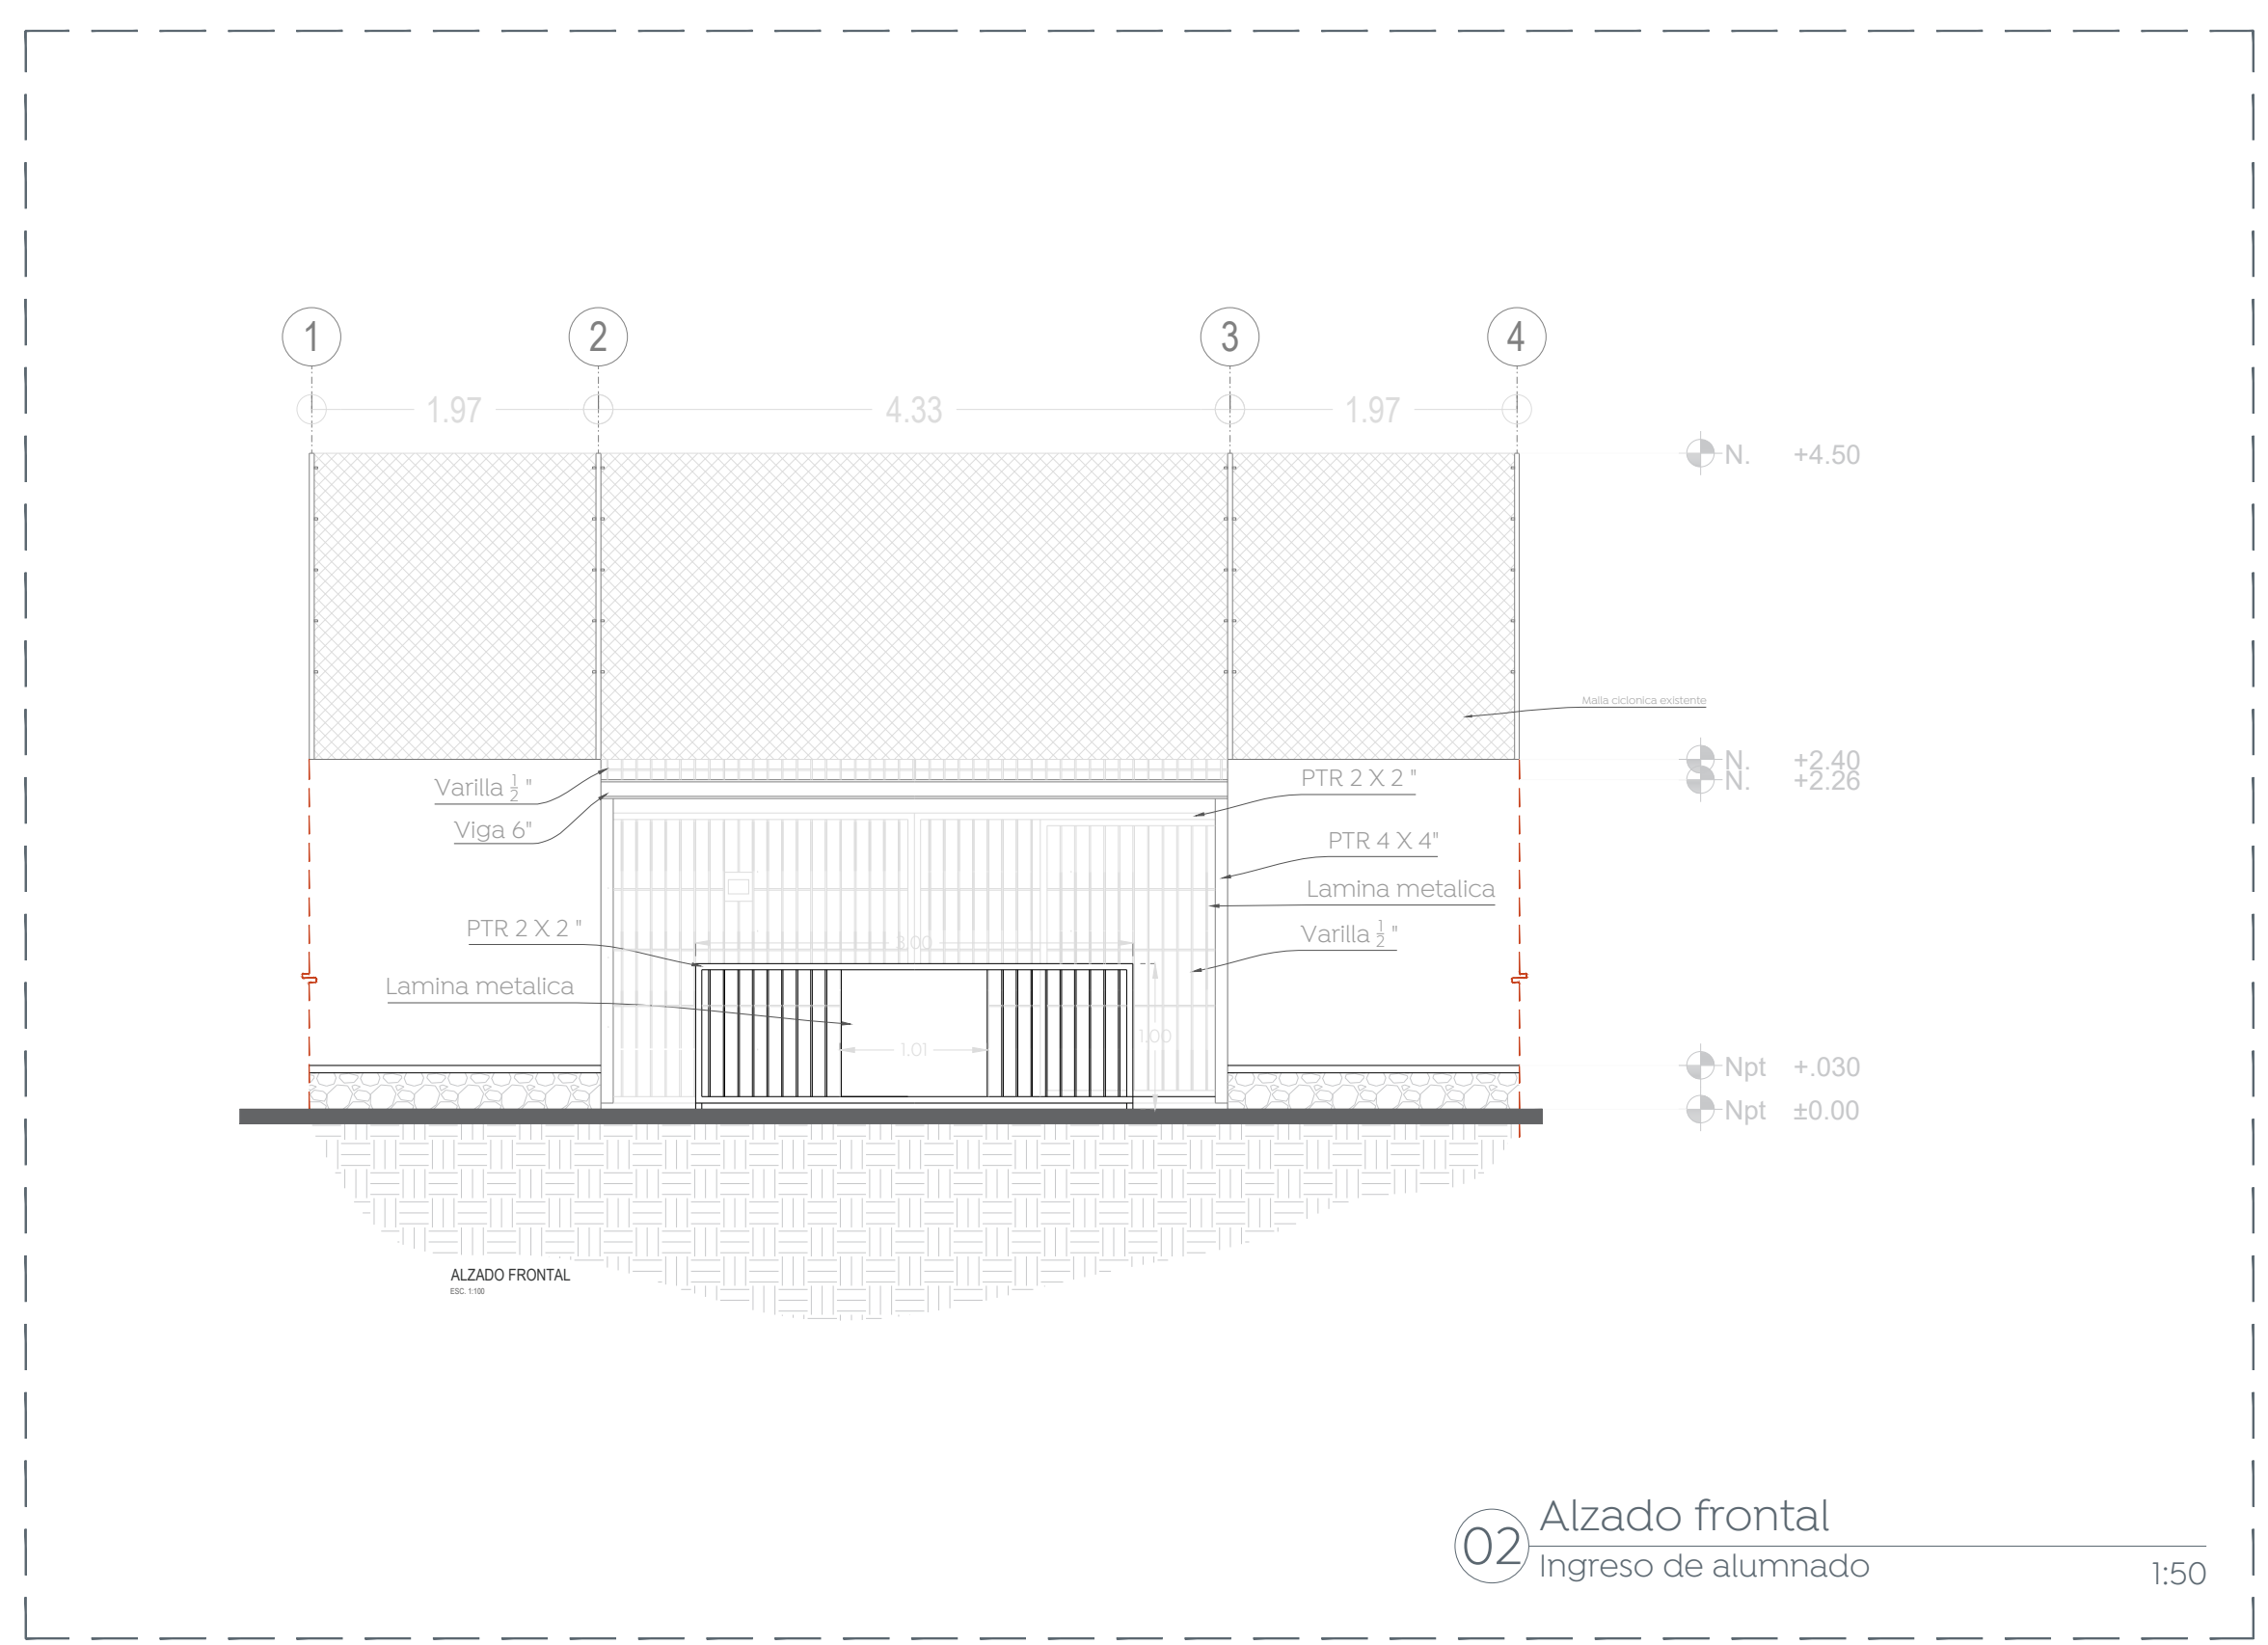 1 2 3 4
1.97 4.33 1.97
N. +4.50
Malla ciclonica existente
N. +2.40
N. +2.26
Varilla 1/2 "
PTR 2 X 2 "
Viga 6"
PTR 4 X 4"
Lamina metalica
PTR 2 X 2 "
Varilla 1/2 "
3.00
Lamina metalica
1.00
1.01
Npt +.030
Npt ±0.00
ALZADO FRONTAL
ESC. 1:100
02 Alzado frontal
Ingreso de alumnado
1:50